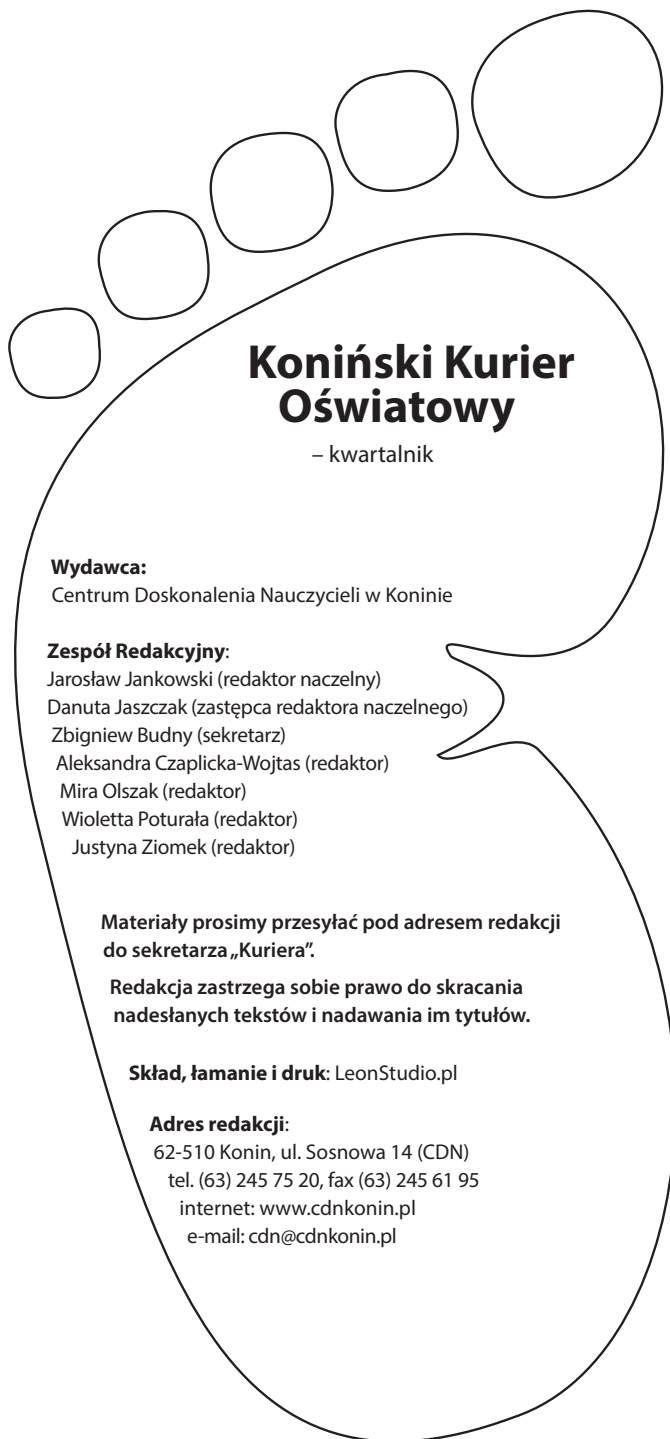 Koniński Kurier
Oświatowy
– kwartalnik
Wydawca:
Centrum Doskonalenia Nauczycieli w Koninie
Zespół Redakcyjny:
Jarosław Jankowski (redaktor naczelny)
Danuta Jaszczak (zastępca redaktora naczelnego)
Zbigniew Budny (sekretarz)
Aleksandra Czaplicka-Wojtas (redaktor)
Mira Olszak (redaktor)
Wioletta Poturała (redaktor)
Justyna Ziomek (redaktor)
Materiały prosimy przesyłać pod adresem redakcji
do sekretarza „Kuriera”.
Redakcja zastrzega sobie prawo do skracania
nadesłanych tekstów i nadawania im tytułów.
Skład, łamanie i druk: LeonStudio.pl
Adres redakcji:
62-510 Konin, ul. Sosnowa 14 (CDN)
tel. (63) 245 75 20, fax (63) 245 61 95
internet: www.cdnkonin.pl
e-mail: cdn@cdnkonin.pl